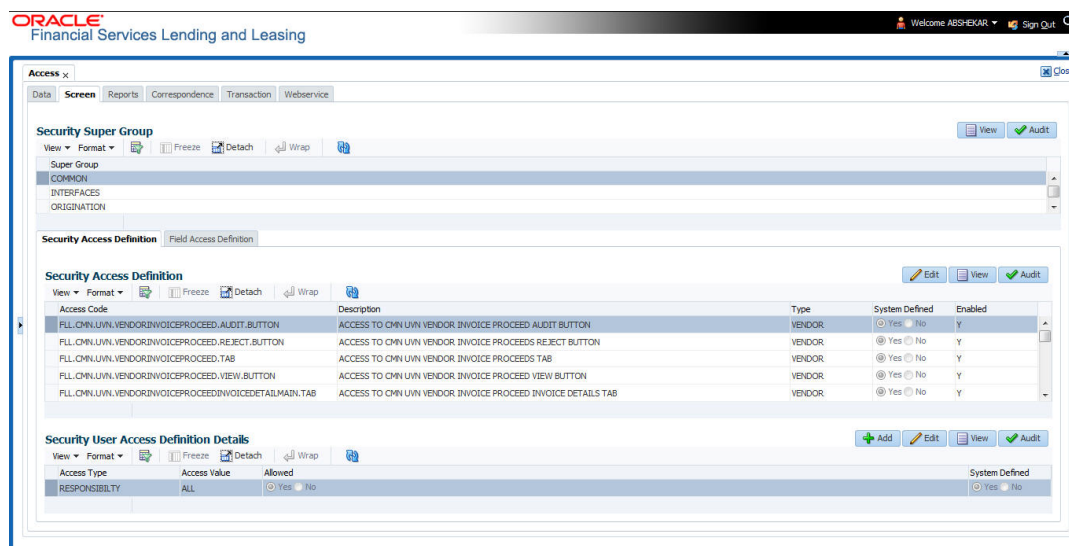 ORACLE
Financial Services Lending and Leasing
Welcome ABSHEKAR Sign Out
Access x
Data Screen Reports Correspondence Transaction Webservice
Security Super Group
View Audit
View Format Freeze Detach Wrap
Super Group
COMMON
INTERFACES
ORIGINATION
Security Access Definition Field Access Definition
Security Access Definition
Edit View Audit
View Format Freeze Detach Wrap
Access Code Description Type System Defined Enabled
FLL.CMN.UVN.VENDORINVOICEPROCEED.AUDIT.BUTTON ACCESS TO CMN UVN VENDOR INVOICE PROCEED AUDIT BUTTON VENDOR Yes No Y
FLL.CMN.UVN.VENDORINVOICEPROCEED.REJECT.BUTTON ACCESS TO CMN UVN VENDOR INVOICE PROCEEDS REJECT BUTTON VENDOR Yes No Y
FLL.CMN.UVN.VENDORINVOICEPROCEED.TAB ACCESS TO CMN UVN VENDOR INVOICE PROCEEDS TAB VENDOR Yes No Y
FLL.CMN.UVN.VENDORINVOICEPROCEED.VIEW.BUTTON ACCESS TO CMN UVN VENDOR INVOICE PROCEED VIEW BUTTON VENDOR Yes No Y
FLL.CMN.UVN.VENDORINVOICEPROCEEDINVOICEDETAILMAIN.TAB ACCESS TO CMN UVN VENDOR INVOICE PROCEED INVOICE DETAILS TAB VENDOR Yes No Y
Security User Access Definition Details
Add Edit View Audit
View Format Freeze Detach Wrap
Access Type Access Value Allowed System Defined
RESPONSIBILTY ALL Yes No Yes No